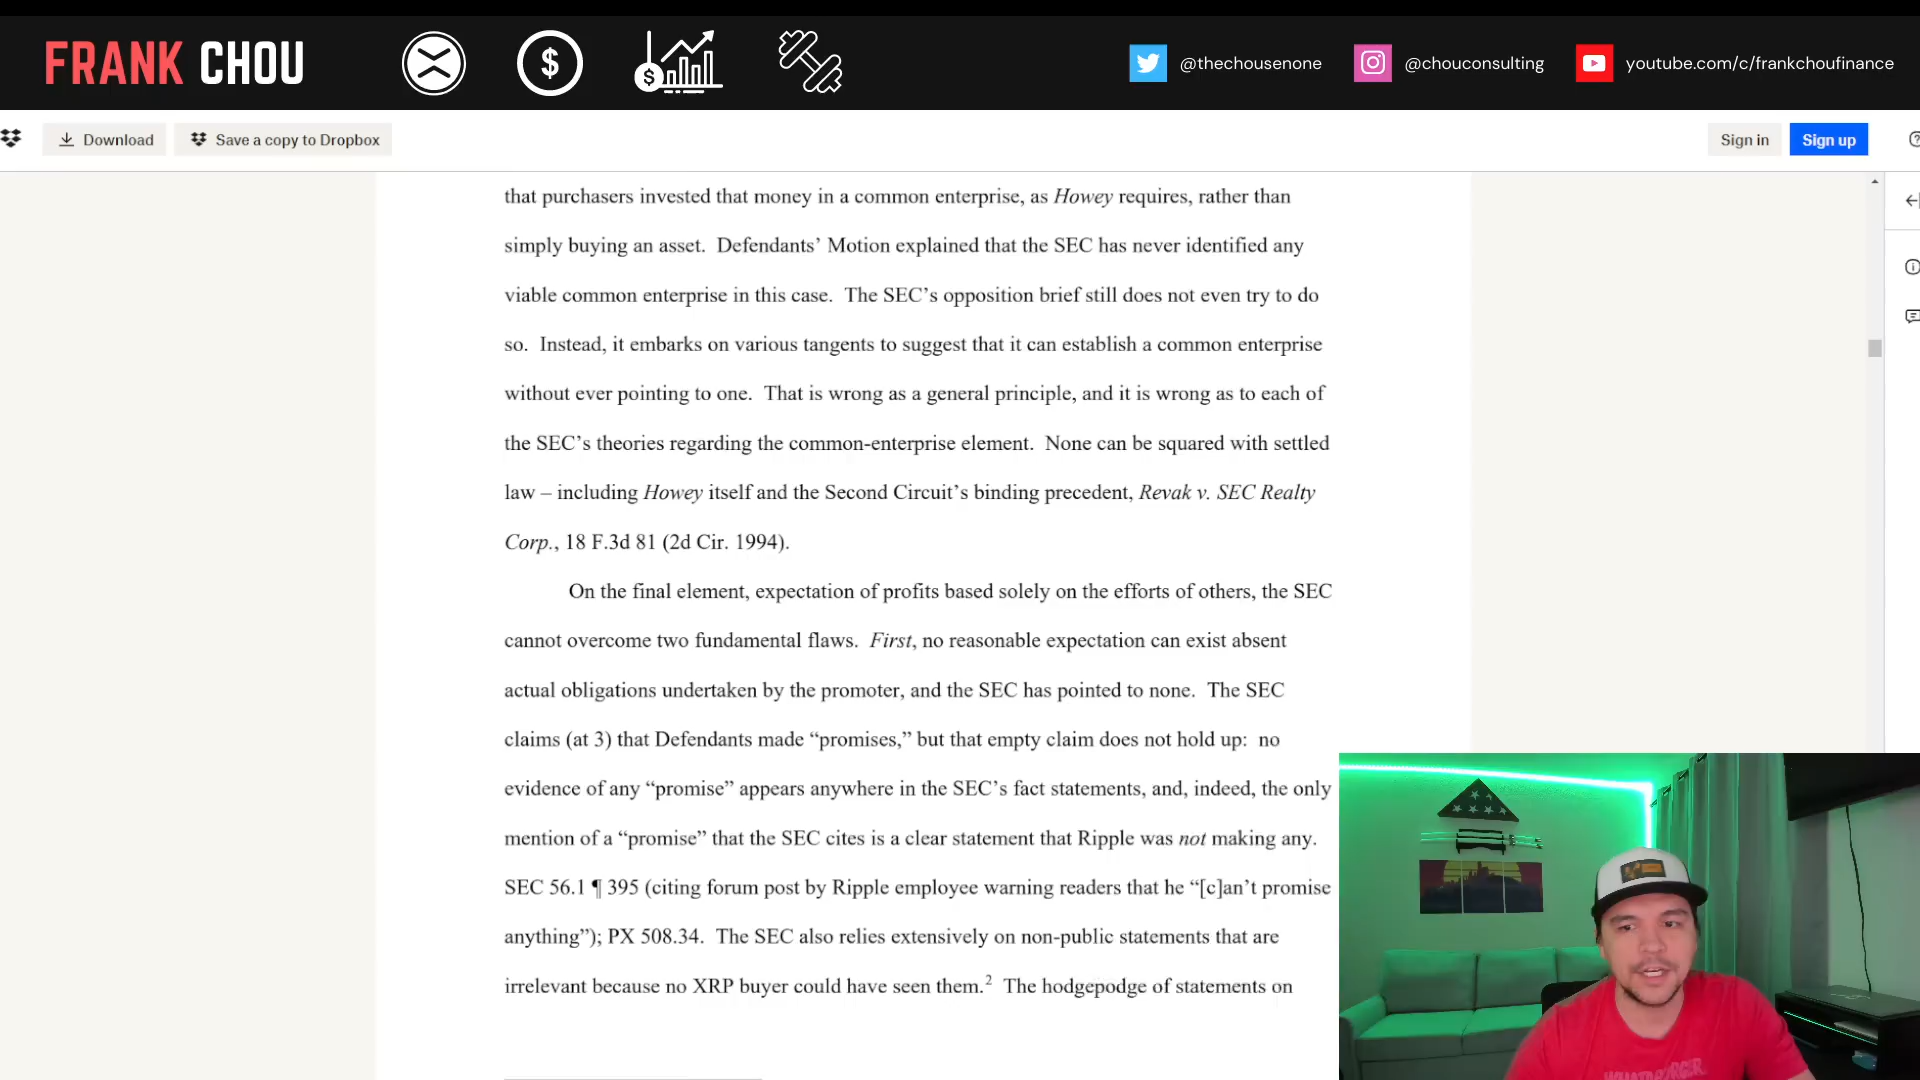 FRANK CHOU
$
$
@thechousenone
@chouconsulting
youtube.com/c/frankchoufinance
Download
Save a copy to Dropbox
Sign in
Sign up
that purchasers invested that money in a common enterprise, as Howey requires, rather than
simply buying an asset.  Defendants’ Motion explained that the SEC has never identified any
viable common enterprise in this case.  The SEC’s opposition brief still does not even try to do
so.  Instead, it embarks on various tangents to suggest that it can establish a common enterprise
without ever pointing to one.  That is wrong as a general principle, and it is wrong as to each of
the SEC’s theories regarding the common-enterprise element.  None can be squared with settled
law – including Howey itself and the Second Circuit’s binding precedent, Revak v. SEC Realty
Corp., 18 F.3d 81 (2d Cir. 1994).
On the final element, expectation of profits based solely on the efforts of others, the SEC
cannot overcome two fundamental flaws.  First, no reasonable expectation can exist absent
actual obligations undertaken by the promoter, and the SEC has pointed to none.  The SEC
claims (at 3) that Defendants made “promises,” but that empty claim does not hold up:  no
evidence of any “promise” appears anywhere in the SEC’s fact statements, and, indeed, the only
mention of a “promise” that the SEC cites is a clear statement that Ripple was not making any.
SEC 56.1 ¶ 395 (citing forum post by Ripple employee warning readers that he “[c]an’t promise
anything”); PX 508.34.  The SEC also relies extensively on non-public statements that are
irrelevant because no XRP buyer could have seen them.2  The hodgepodge of statements on